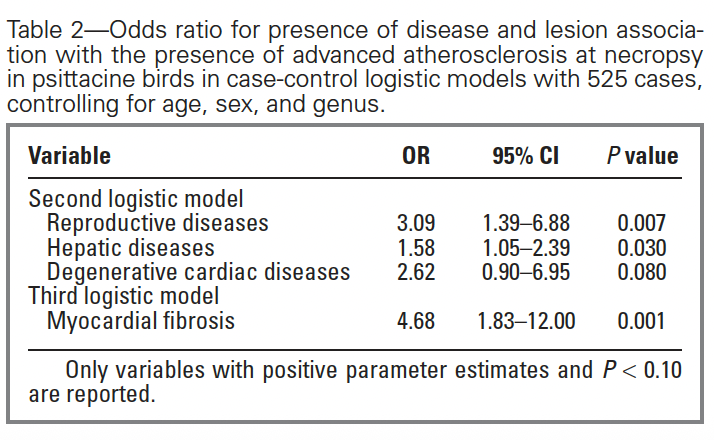 Table 2—Odds ratio for presence of disease and lesion associa-
tion with the presence of advanced atherosclerosis at necropsy
in psittacine birds in case-control logistic models with 525 cases,
controlling for age, sex, and genus.
Variable OR 95% CI P value
Second logistic model
Reproductive diseases 3.09 1.39–6.88 0.007
Hepatic diseases 1.58 1.05–2.39 0.030
Degenerative cardiac diseases 2.62 0.90–6.95 0.080
Third logistic model
Myocardial fibrosis 4.68 1.83–12.00 0.001
Only variables with positive parameter estimates and P < 0.10
are reported.